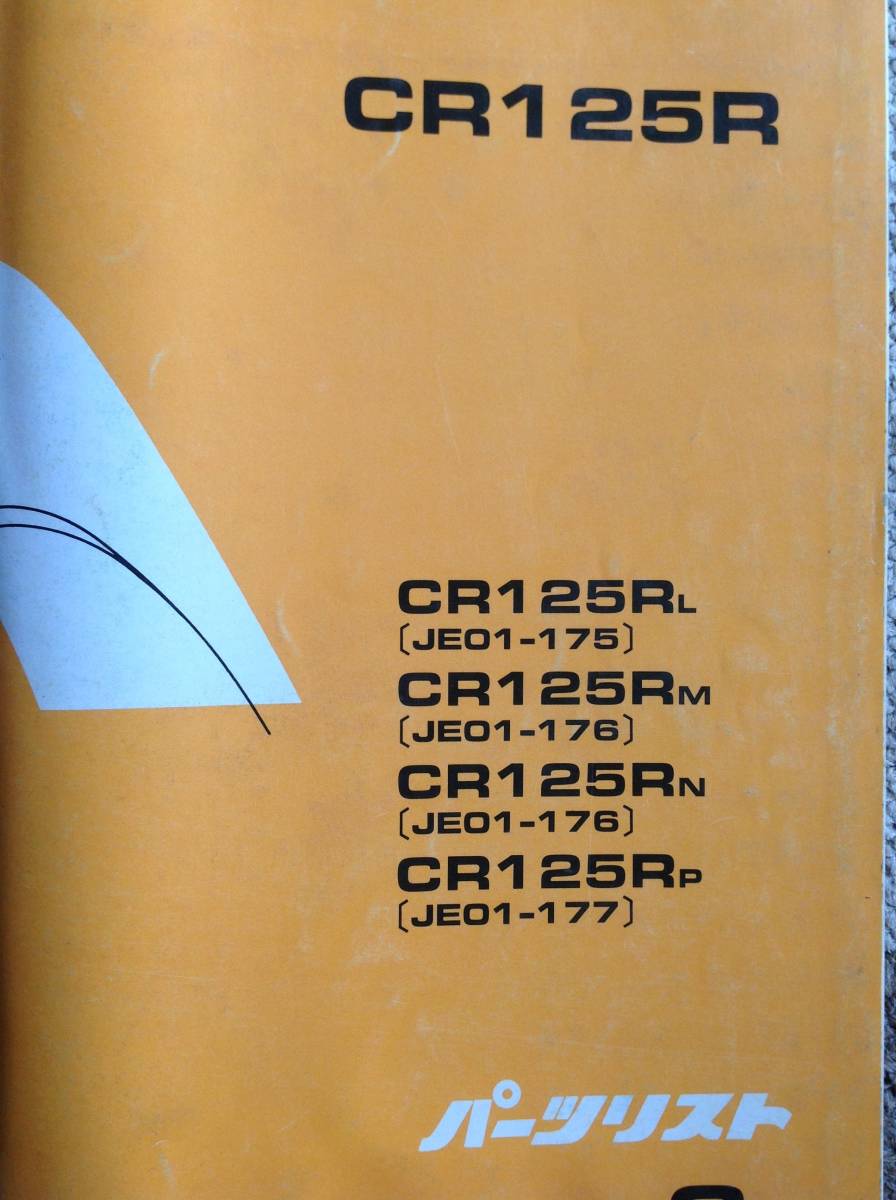 CR125R
CR125RL
〔JE01-175〕
CR125RM
〔JE01-176〕
CR125RN
〔JE01-176〕
CR125RP
〔JE01-177〕
パーツリスト